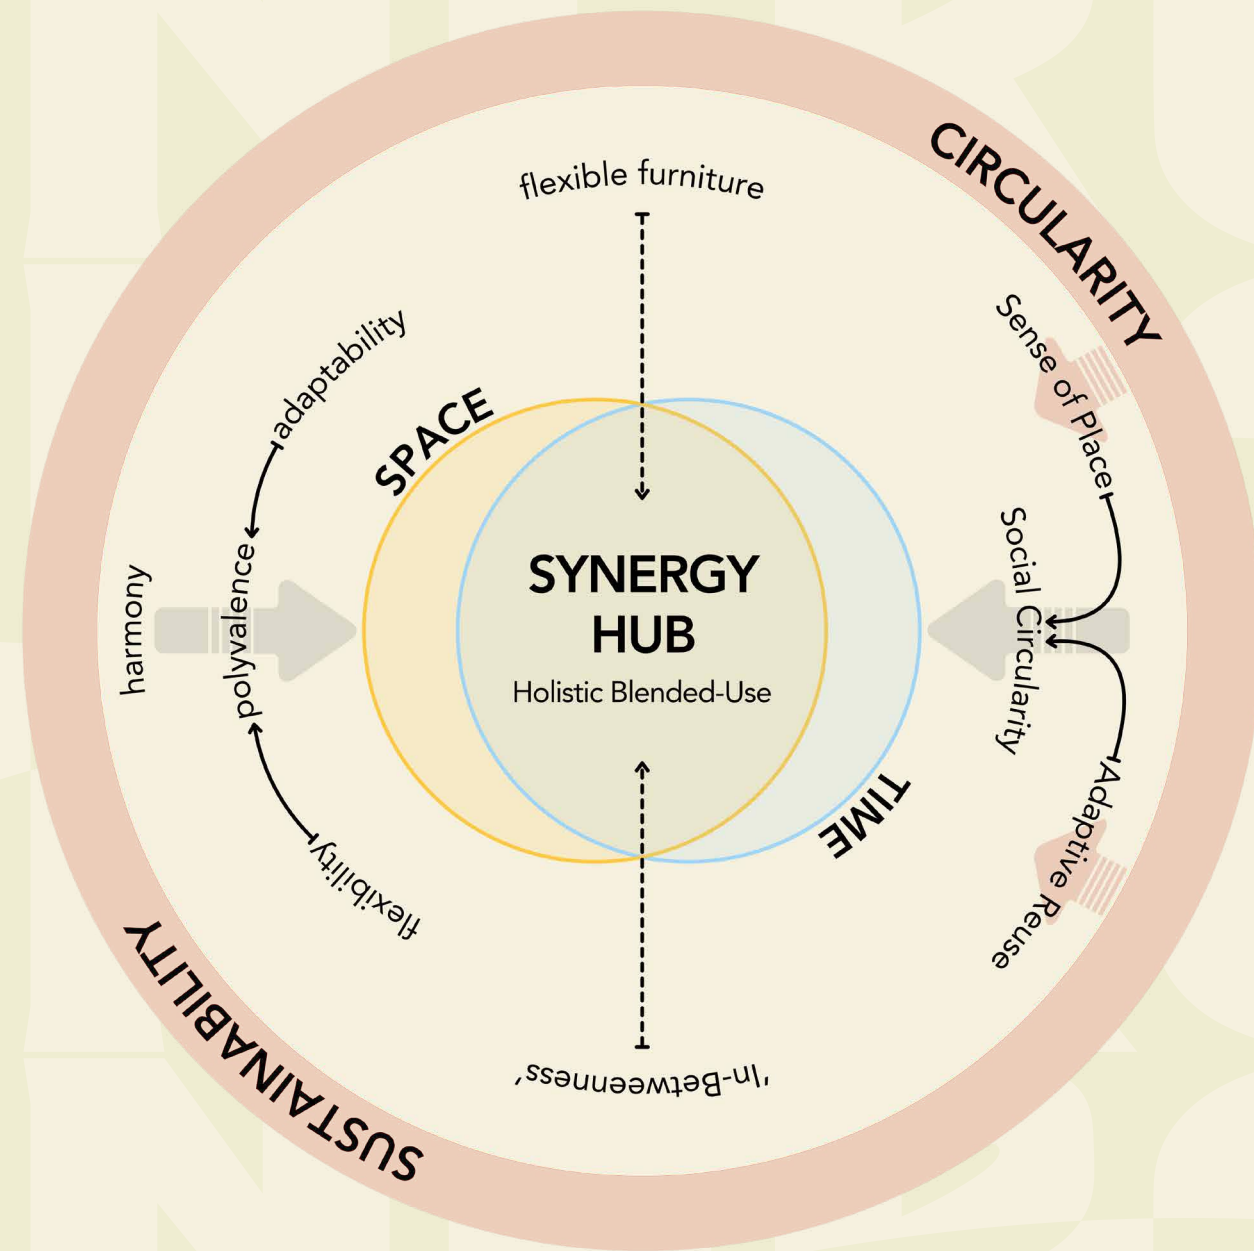 CIRCULARITY
flexible furniture
Sense of Place
adaptability
SPACE
Social Circularity
harmony
polyvalence
SYNERGY
HUB
Holistic Blended-Use
TIME
Adaptive Reuse
flexibility
SUSTAINABILITY
'In-Betweenness'